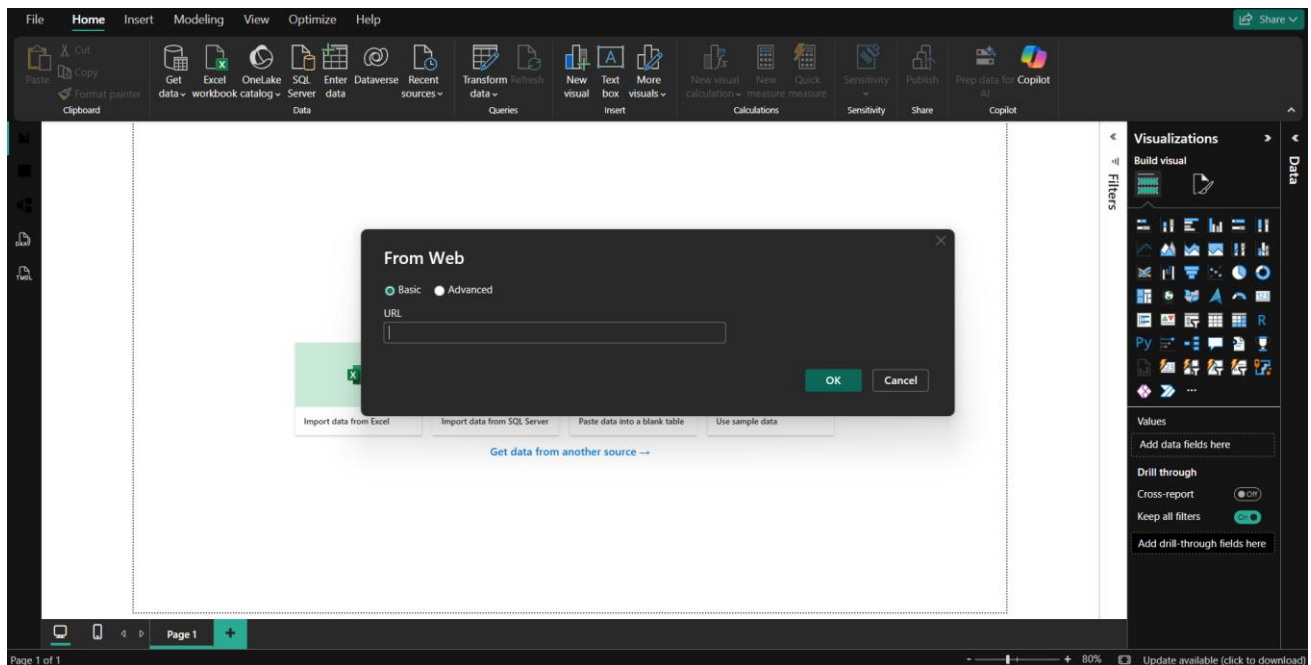 File Home Insert Modeling View Optimize Help
Share
Paste
Cut
Copy
Format painter
Clipboard
Get data
Excel workbook
OneLake catalog
SQL Server
Enter data
Dataverse
Recent sources
Data
Transform data
Refresh
Queries
New visual
Text box
More visuals
Insert
New visual calculation
New measure
Quick measure
Calculations
Sensitivity
Sensitivity
Publish
Share
Prep data for AI
Copilot
Copilot
DAX
TMDL
From Web
Basic Advanced
URL
OK Cancel
Import data from Excel
Import data from SQL Server
Paste data into a blank table
Use sample data
Get data from another source →
Filters
Visualizations
Build visual
123
R
Py
Values
Add data fields here
Drill through
Cross-report Off
Keep all filters On
Add drill-through fields here
Data
Page 1
Page 1 of 1
- + 80% Update available (click to download)